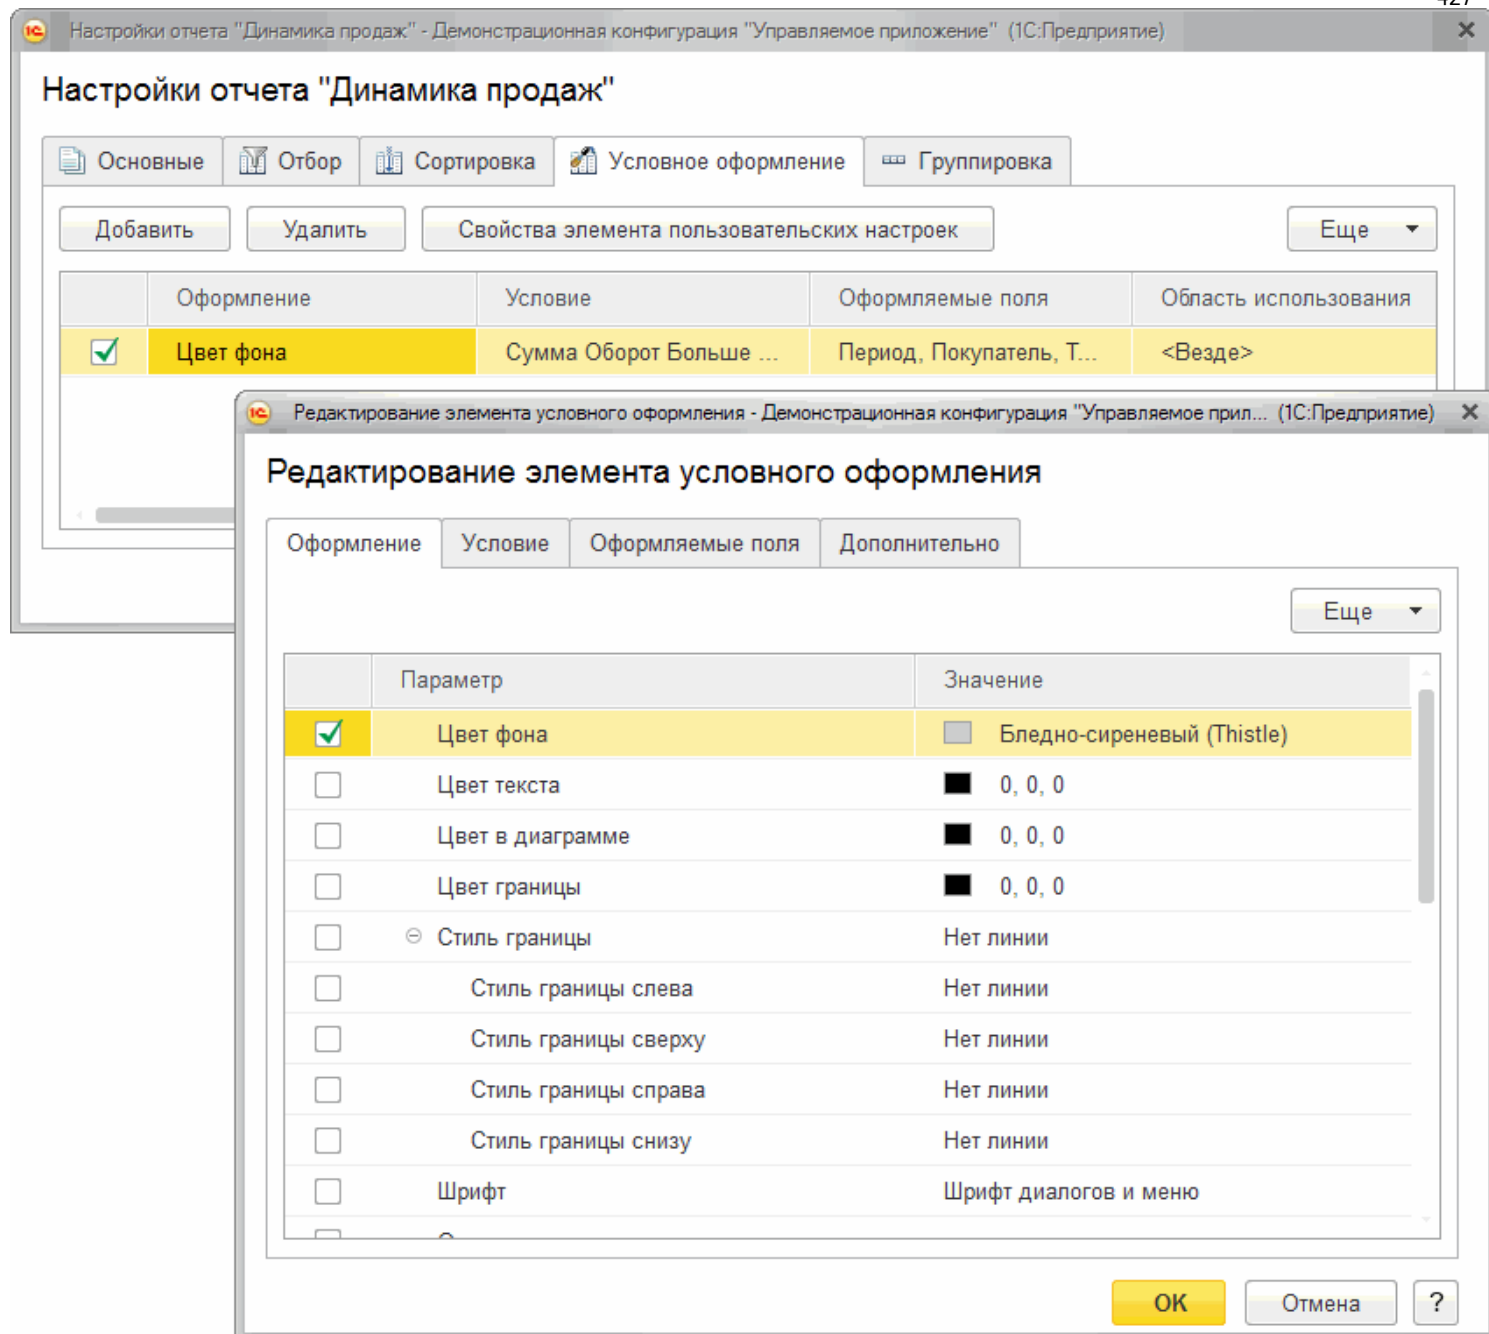 Настройки отчета "Динамика продаж" - Демонстрационная конфигурация "Управляемое приложение" (1С:Предприятие)
Настройки отчета "Динамика продаж"
Основные Отбор Сортировка Условное оформление Группировка
Добавить Удалить Свойства элемента пользовательских настроек Еще
Оформление Условие Оформляемые поля Область использования
Цвет фона Сумма Оборот Больше ... Период, Покупатель, Т... <Везде>
Редактирование элемента условного оформления - Демонстрационная конфигурация "Управляемое прил... (1С:Предприятие)
Редактирование элемента условного оформления
Оформление Условие Оформляемые поля Дополнительно
Еще
Параметр Значение
Цвет фона Бледно-сиреневый (Thistle)
Цвет текста 0, 0, 0
Цвет в диаграмме 0, 0, 0
Цвет границы 0, 0, 0
Стиль границы Нет линии
Стиль границы слева Нет линии
Стиль границы сверху Нет линии
Стиль границы справа Нет линии
Стиль границы снизу Нет линии
Шрифт Шрифт диалогов и меню
ОК Отмена ?